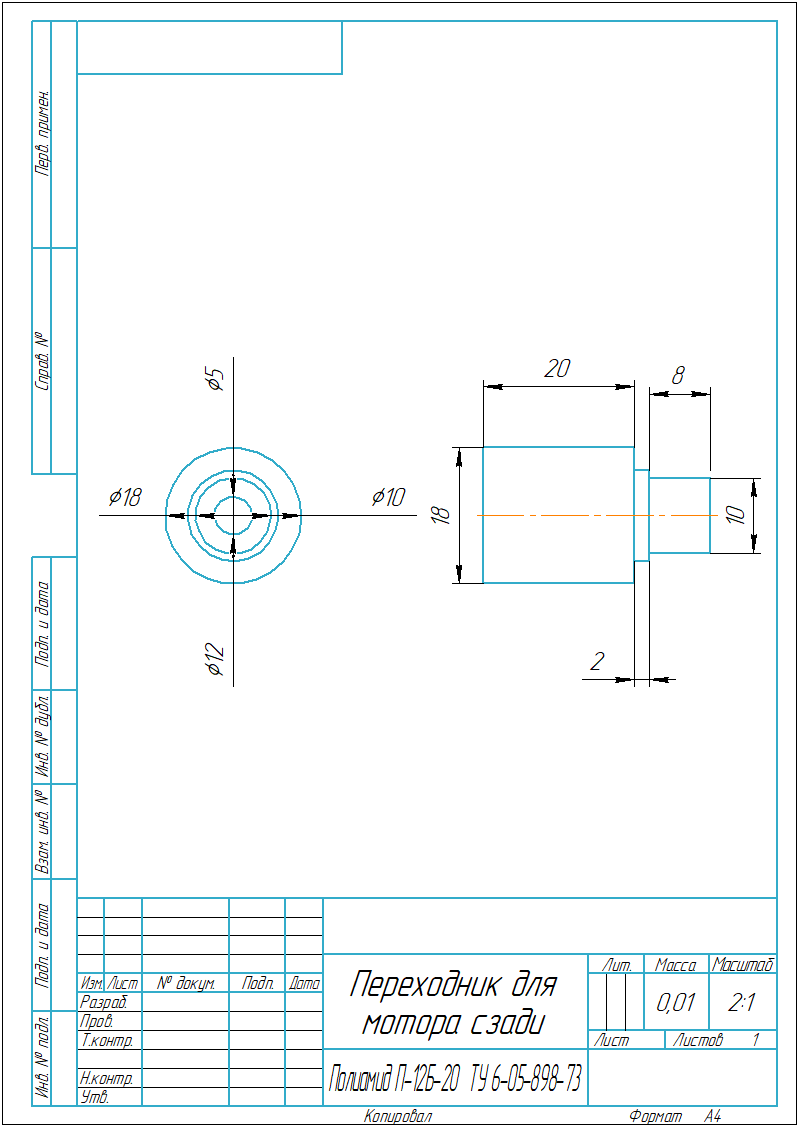 Перв. примен.
Справ. №
Подп. и дата
Инв. № дубл.
Взам. инв. №
Подп. и дата
Инв. № подл.
⌀5
⌀18
⌀10
⌀12
20
8
18
10
2
Изм. Лист № докум. Подп. Дата
Разраб.
Пров.
Т.контр.
Н.контр.
Утв.
Переходник для
мотора сзади
Полиамид П-12Б-20 ТУ 6-05-898-73
Лит. Масса Масштаб
0,01 2:1
Лист Листов 1
Копировал Формат А4